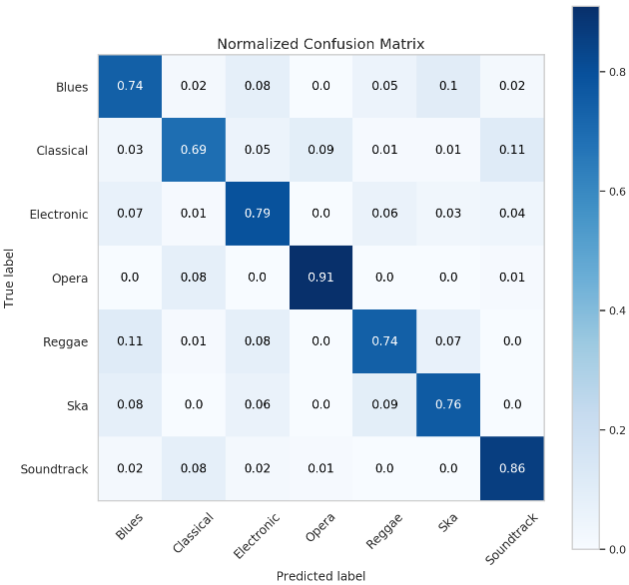 Normalized Confusion Matrix
True label
Blues 0.74 0.02 0.08 0.0 0.05 0.1 0.02
Classical 0.03 0.69 0.05 0.09 0.01 0.01 0.11
Electronic 0.07 0.01 0.79 0.0 0.06 0.03 0.04
Opera 0.0 0.08 0.0 0.91 0.0 0.0 0.01
Reggae 0.11 0.01 0.08 0.0 0.74 0.07 0.0
Ska 0.08 0.0 0.06 0.0 0.09 0.76 0.0
Soundtrack 0.02 0.08 0.02 0.01 0.0 0.0 0.86
Blues Classical Electronic Opera Reggae Ska Soundtrack
Predicted label
0.8
0.6
0.4
0.2
0.0